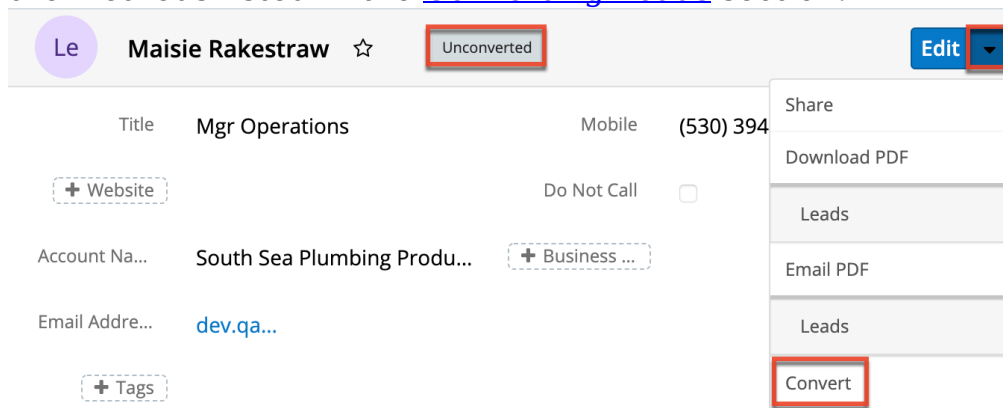 Le Maisie Rakestraw ☆ Unconverted Edit
Share
Title Mgr Operations Mobile (530) 394
Download PDF
+ Website Do Not Call
Leads
Account Na... South Sea Plumbing Produ... + Business ...
Email PDF
Email Addre... dev.qa...
Leads
+ Tags
Convert